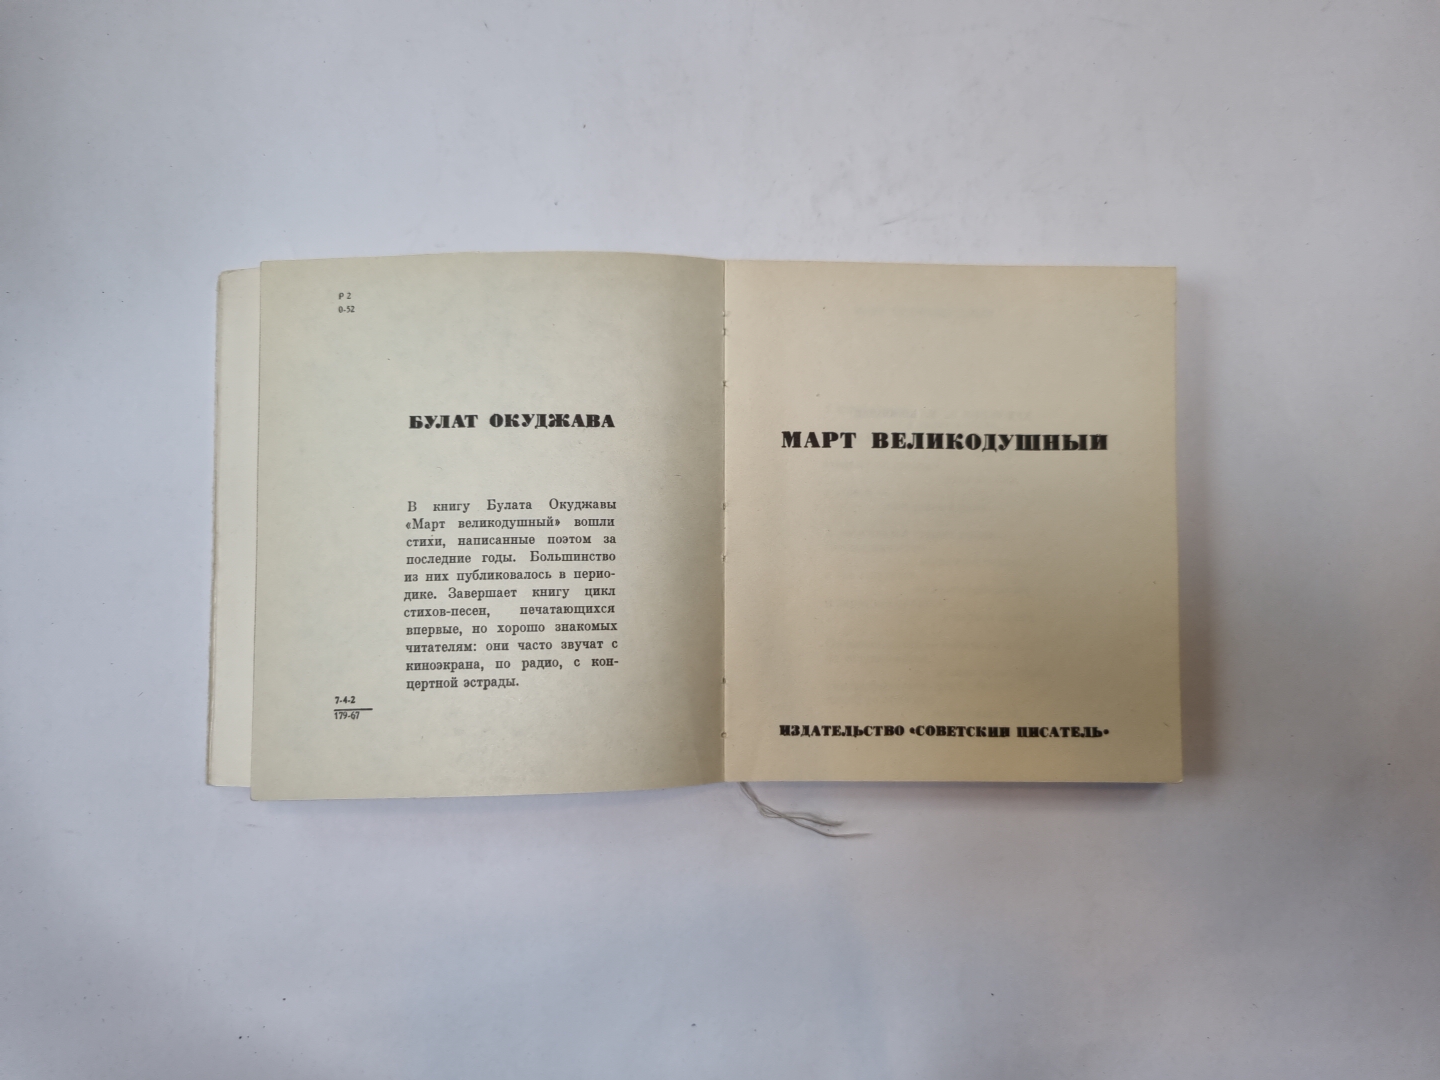 Р 2
О-52
БУЛАТ ОКУДЖАВА
В книгу Булата Окуджавы
«Март великодушный» вошли
стихи, написанные поэтом за
последние годы. Большинство
из них публиковалось в перио-
дике. Завершает книгу цикл
стихов-песен, печатающихся
впервые, но хорошо знакомых
читателям: они часто звучат с
киноэкрана, по радио, с кон-
цертной эстрады.
7-4-2
179-67
МАРТ ВЕЛИКОДУШНЫЙ
ИЗДАТЕЛЬСТВО «СОВЕТСКИЙ ПИСАТЕЛЬ»